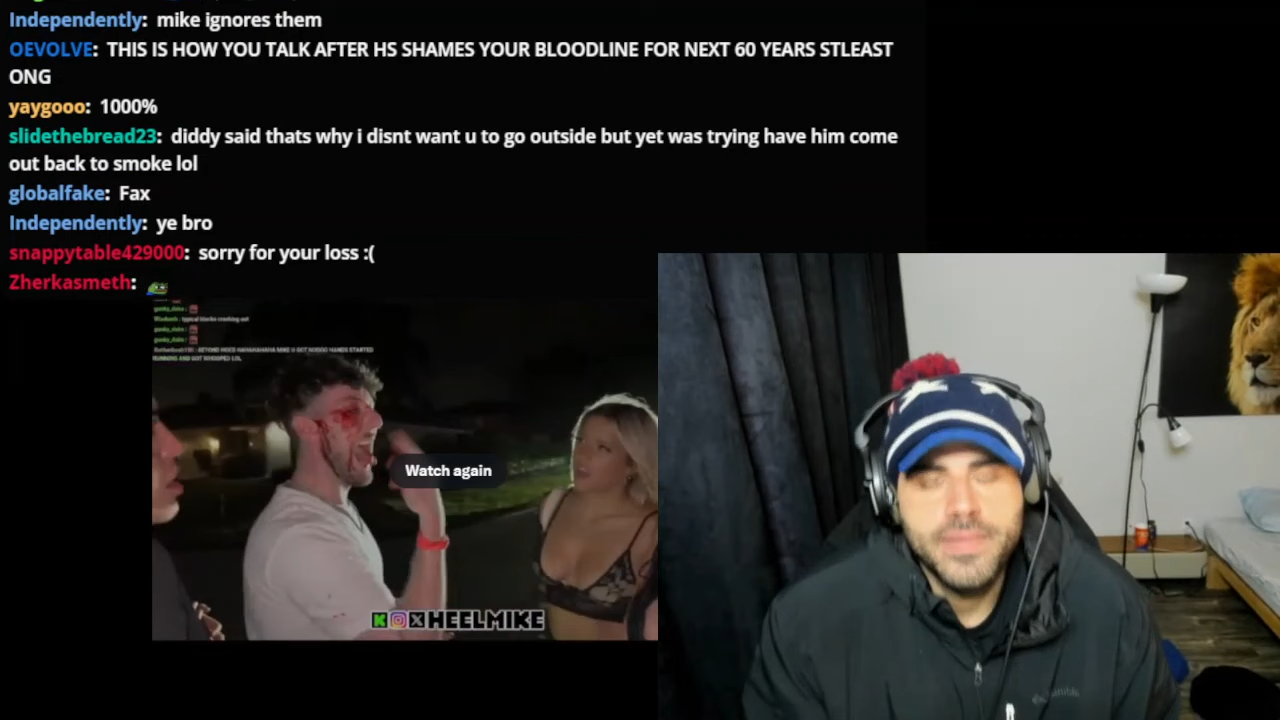 Independently: mike ignores them
OEVOLVE: THIS IS HOW YOU TALK AFTER HS SHAMES YOUR BLOODLINE FOR NEXT 60 YEARS STLEAST
ONG
yaygooo: 1000%
slidethebread23: diddy said thats why i disnt want u to go outside but yet was trying have him come
out back to smoke lol
globalfake: Fax
Independently: ye bro
snappytable429000: sorry for your loss :(
Zherkasmeth:
Watch again
HEELMIKE